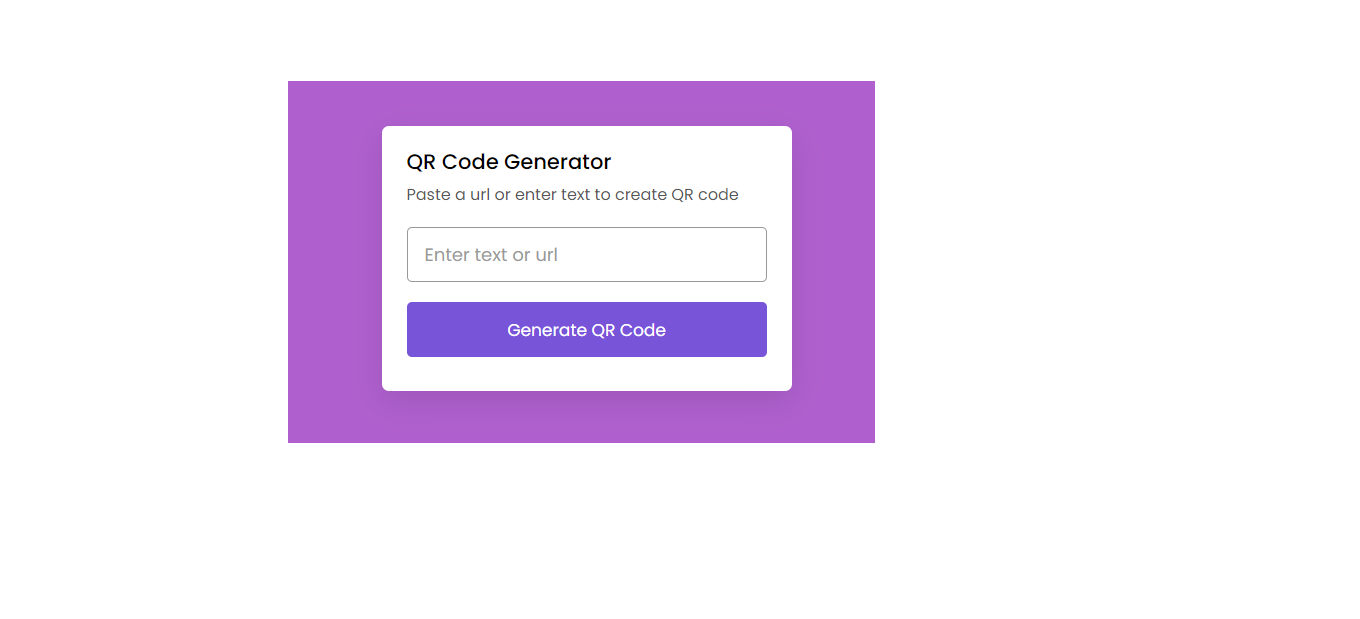 QR Code Generator
Paste a url or enter text to create QR code
Enter text or url
Generate QR Code